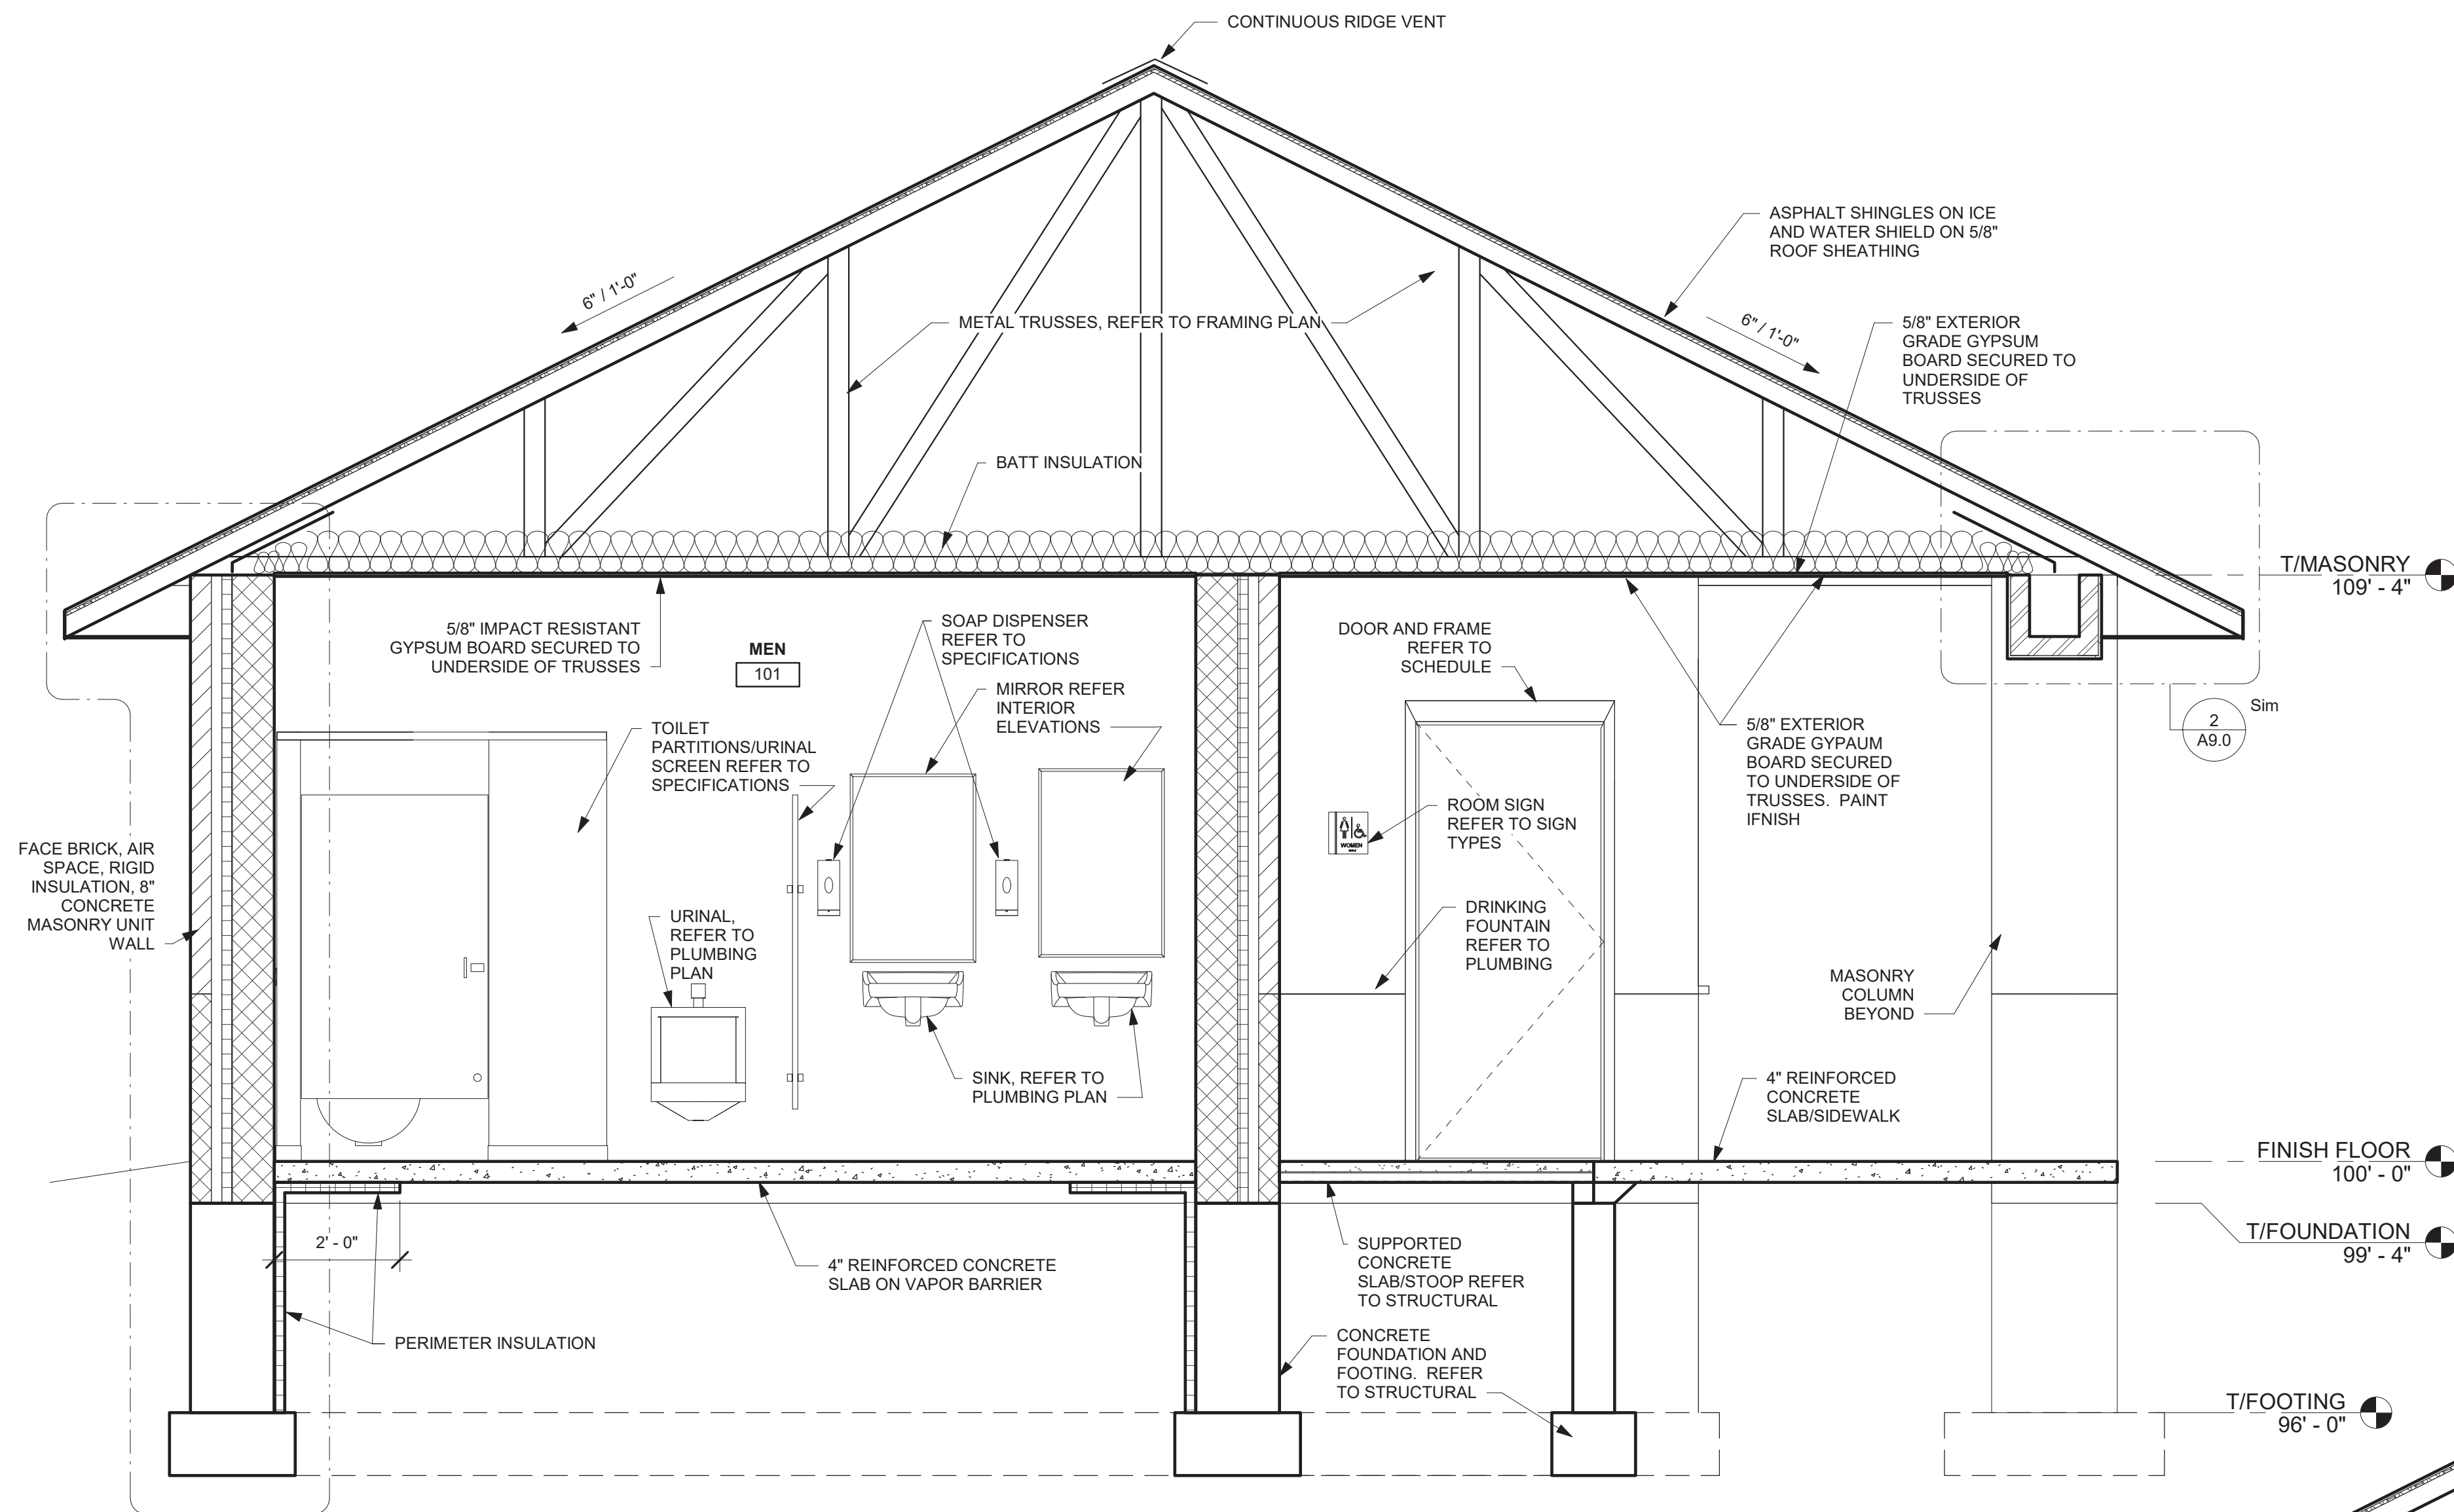 CONTINUOUS RIDGE VENT
ASPHALT SHINGLES ON ICE
AND WATER SHIELD ON 5/8"
ROOF SHEATHING
6" / 1'-0"
6" / 1'-0"
METAL TRUSSES, REFER TO FRAMING PLAN
5/8" EXTERIOR
GRADE GYPSUM
BOARD SECURED TO
UNDERSIDE OF
TRUSSES
BATT INSULATION
T/MASONRY
109' - 4"
5/8" IMPACT RESISTANT
GYPSUM BOARD SECURED TO
UNDERSIDE OF TRUSSES
MEN
101
SOAP DISPENSER
REFER TO
SPECIFICATIONS
MIRROR REFER
INTERIOR
ELEVATIONS
DOOR AND FRAME
REFER TO
SCHEDULE
TOILET
PARTITIONS/URINAL
SCREEN REFER TO
SPECIFICATIONS
5/8" EXTERIOR
GRADE GYPAUM
BOARD SECURED
TO UNDERSIDE OF
TRUSSES. PAINT
IFNISH
Sim
2
A9.0
ROOM SIGN
REFER TO SIGN
TYPES
WOMEN
FACE BRICK, AIR
SPACE, RIGID
INSULATION, 8"
CONCRETE
MASONRY UNIT
WALL
URINAL,
REFER TO
PLUMBING
PLAN
DRINKING
FOUNTAIN
REFER TO
PLUMBING
MASONRY
COLUMN
BEYOND
SINK, REFER TO
PLUMBING PLAN
4" REINFORCED
CONCRETE
SLAB/SIDEWALK
FINISH FLOOR
100' - 0"
T/FOUNDATION
99' - 4"
2' - 0"
4" REINFORCED CONCRETE
SLAB ON VAPOR BARRIER
SUPPORTED
CONCRETE
SLAB/STOOP REFER
TO STRUCTURAL
PERIMETER INSULATION
CONCRETE
FOUNDATION AND
FOOTING. REFER
TO STRUCTURAL
T/FOOTING
96' - 0"